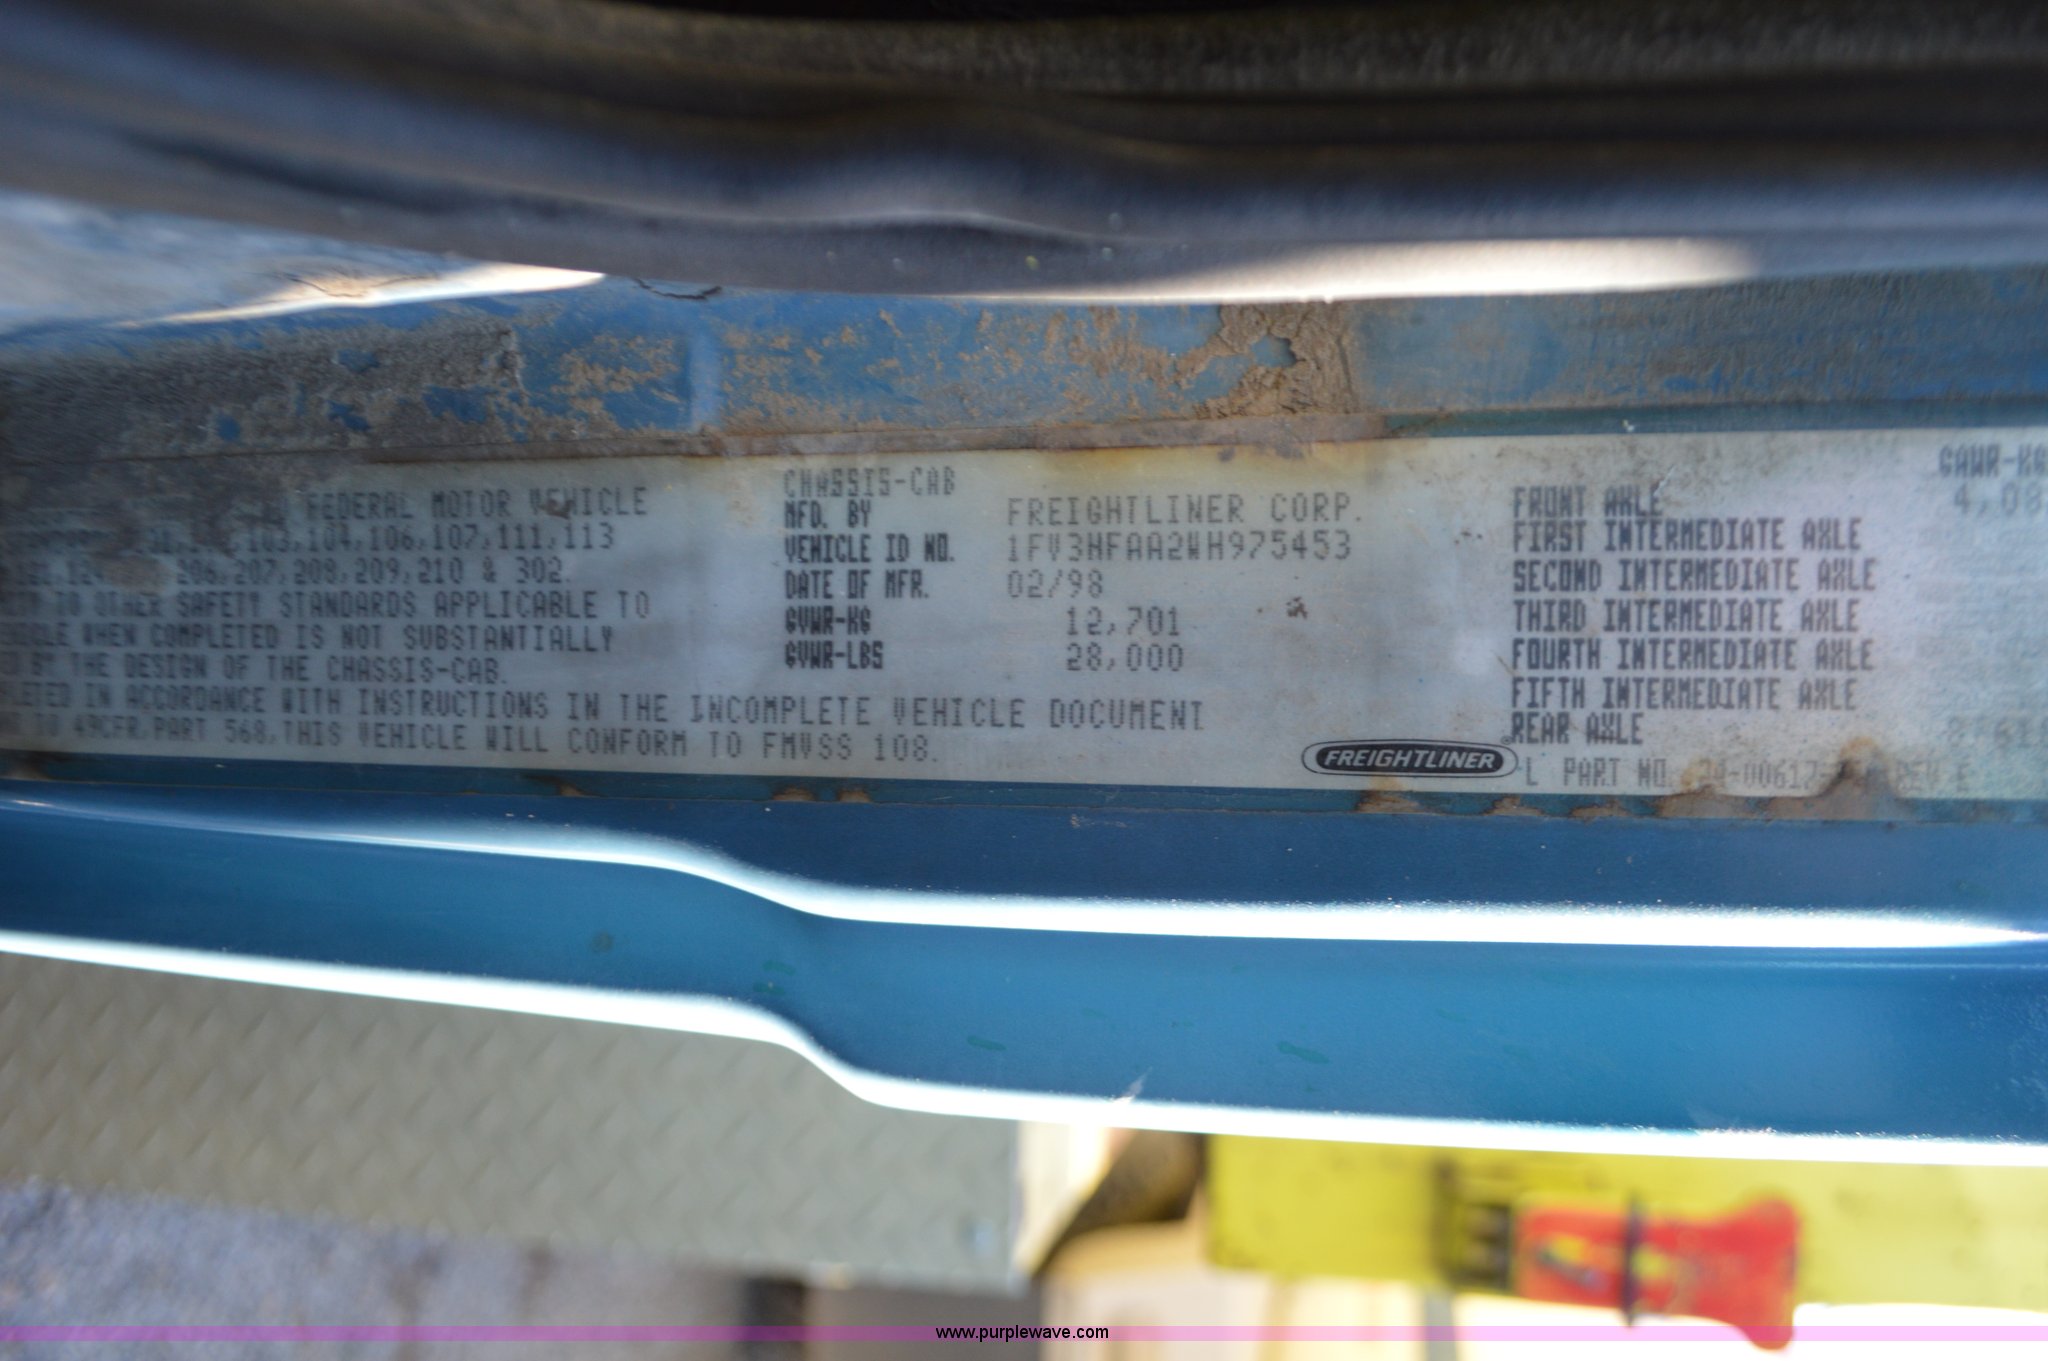 FEDERAL MOTOR VEHICLE
103,104,106,107,111,113
206,207,208,209,210 & 302.
TO OTHER SAFETY STANDARDS APPLICABLE TO
WHEN COMPLETED IS NOT SUBSTANTIALLY
BY THE DESIGN OF THE CHASSIS-CAB.
IN ACCORDANCE WITH INSTRUCTIONS IN THE INCOMPLETE VEHICLE DOCUMENT
TO 49CFR,PART 568,THIS VEHICLE WILL CONFORM TO FMVSS 108.
CHASSIS-CAB
MFD. BY FREIGHTLINER CORP.
VEHICLE ID NO. 1FV3HFAA2WH975453
DATE OF MFR. 02/98
GVWR-KG 12,701
GVWR-LBS 28,000
FREIGHTLINER
GAWR-KG
FRONT AXLE 4,08
FIRST INTERMEDIATE AXLE
SECOND INTERMEDIATE AXLE
THIRD INTERMEDIATE AXLE
FOURTH INTERMEDIATE AXLE
FIFTH INTERMEDIATE AXLE
REAR AXLE
PART NO.
www.purplewave.com